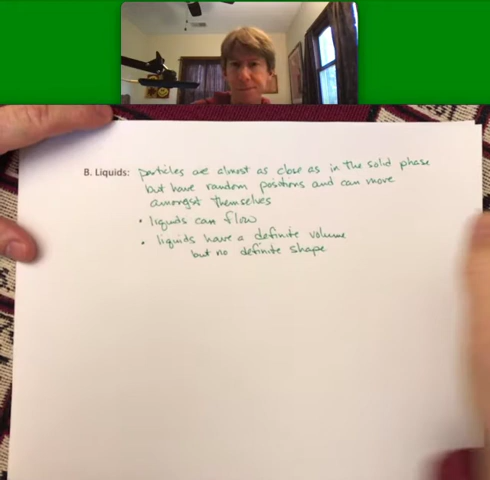 B. Liquids: particles are almost as close as in the solid phase
but have random positions and can move
amongst themselves
• liquids can flow
• liquids have a definite volume
but no definite shape